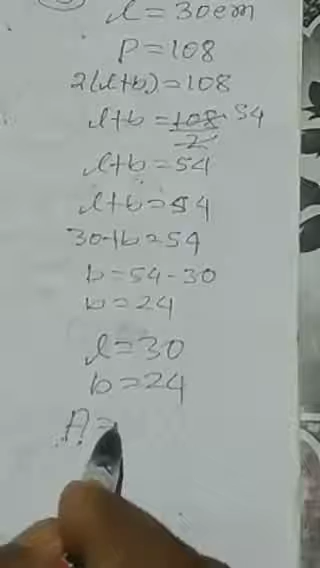 l = 30cm
P = 108
2(l+b) = 108
l+b = 108/2 54
l+b = 54
l+b = 54
30+b = 54
b = 54-30
b = 24
l = 30
b = 24
A =